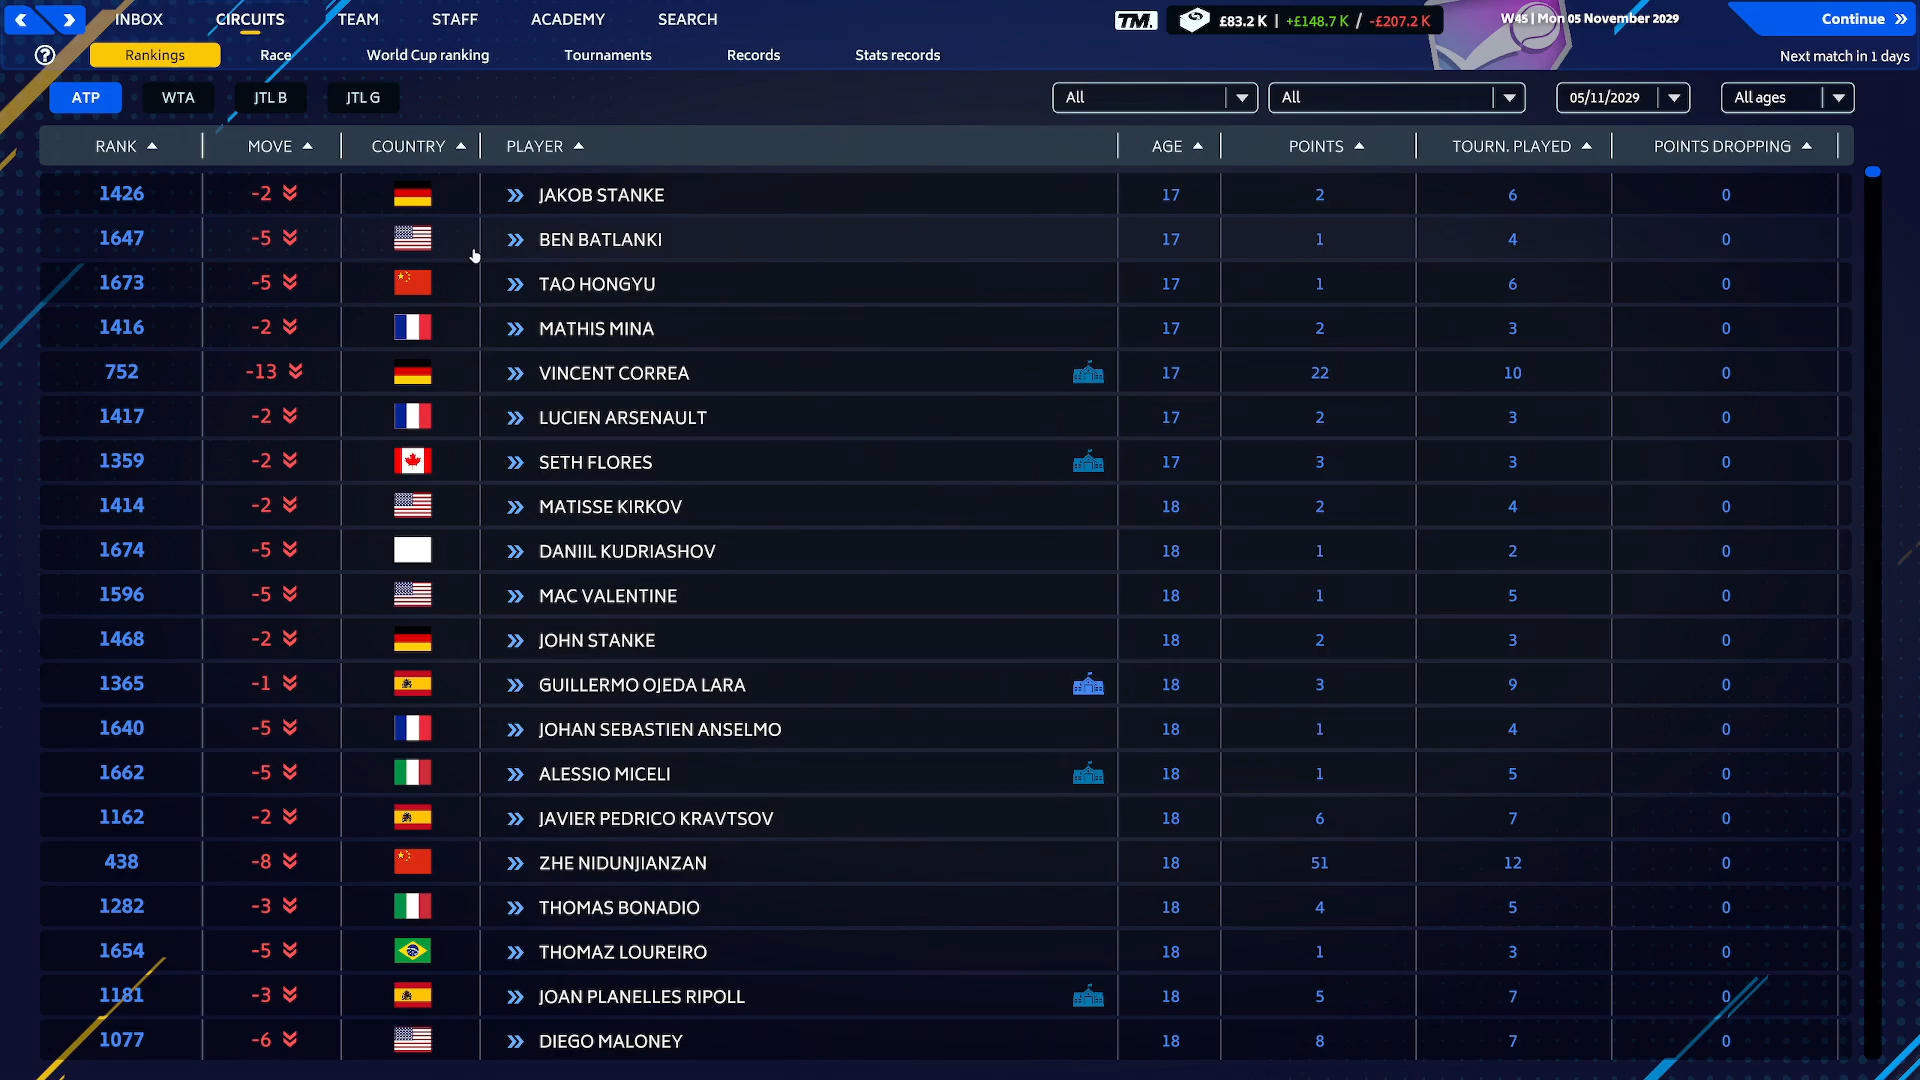 INBOX CIRCUITS TEAM STAFF ACADEMY SEARCH TM. £83.2 K | +£148.7 K / -£207.2 K W45 | Mon 05 November 2029 Continue
? Rankings Race World Cup ranking Tournaments Records Stats records Next match in 1 days
ATP WTA JTL B JTL G All All 05/11/2029 All ages
RANK MOVE COUNTRY PLAYER AGE POINTS TOURN. PLAYED POINTS DROPPING
1426 -2 JAKOB STANKE 17 2 6 0
1647 -5 BEN BATLANKI 17 1 4 0
1673 -5 TAO HONGYU 17 1 6 0
1416 -2 MATHIS MINA 17 2 3 0
752 -13 VINCENT CORREA 17 22 10 0
1417 -2 LUCIEN ARSENAULT 17 2 3 0
1359 -2 SETH FLORES 17 3 3 0
1414 -2 MATISSE KIRKOV 18 2 4 0
1674 -5 DANIIL KUDRIASHOV 18 1 2 0
1596 -5 MAC VALENTINE 18 1 5 0
1468 -2 JOHN STANKE 18 2 3 0
1365 -1 GUILLERMO OJEDA LARA 18 3 9 0
1640 -5 JOHAN SEBASTIEN ANSELMO 18 1 4 0
1662 -5 ALESSIO MICELI 18 1 5 0
1162 -2 JAVIER PEDRICO KRAVTSOV 18 6 7 0
438 -8 ZHE NIDUNJIANZAN 18 51 12 0
1282 -3 THOMAS BONADIO 18 4 5 0
1654 -5 THOMAZ LOUREIRO 18 1 3 0
1181 -3 JOAN PLANELLES RIPOLL 18 5 7 0
1077 -6 DIEGO MALONEY 18 8 7 0